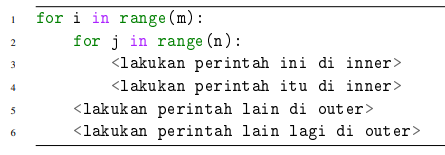 1 for i in range(m):
2     for j in range(n):
3         <lakukan perintah ini di inner>
4         <lakukan perintah itu di inner>
5     <lakukan perintah lain di outer>
6     <lakukan perintah lain lagi di outer>